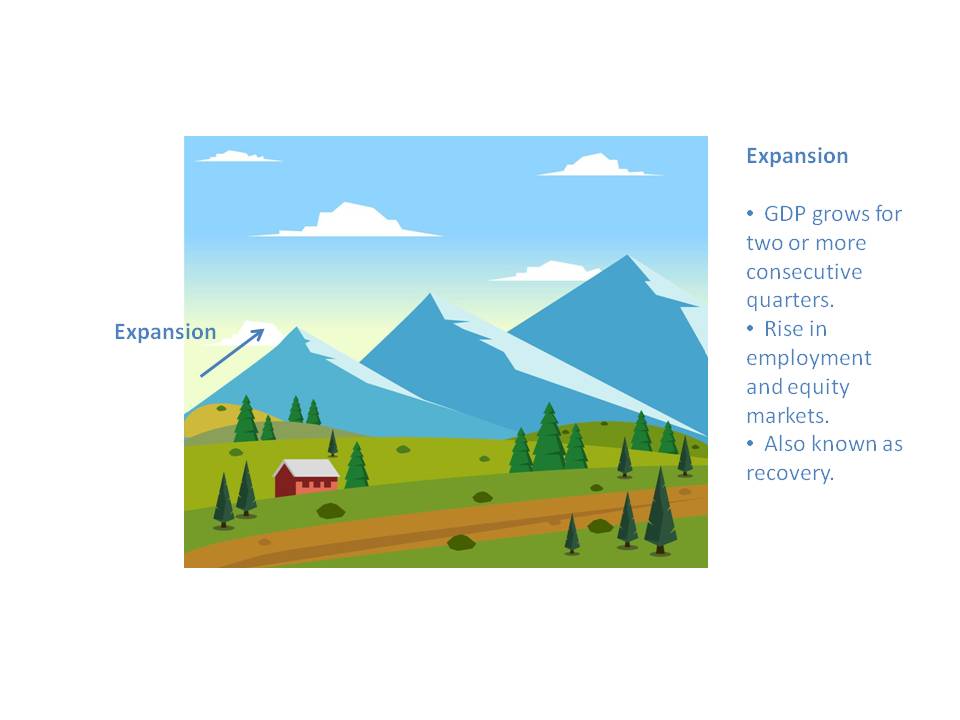 Expansion
Expansion
• GDP grows for
two or more
consecutive
quarters.
• Rise in
employment
and equity
markets.
• Also known as
recovery.